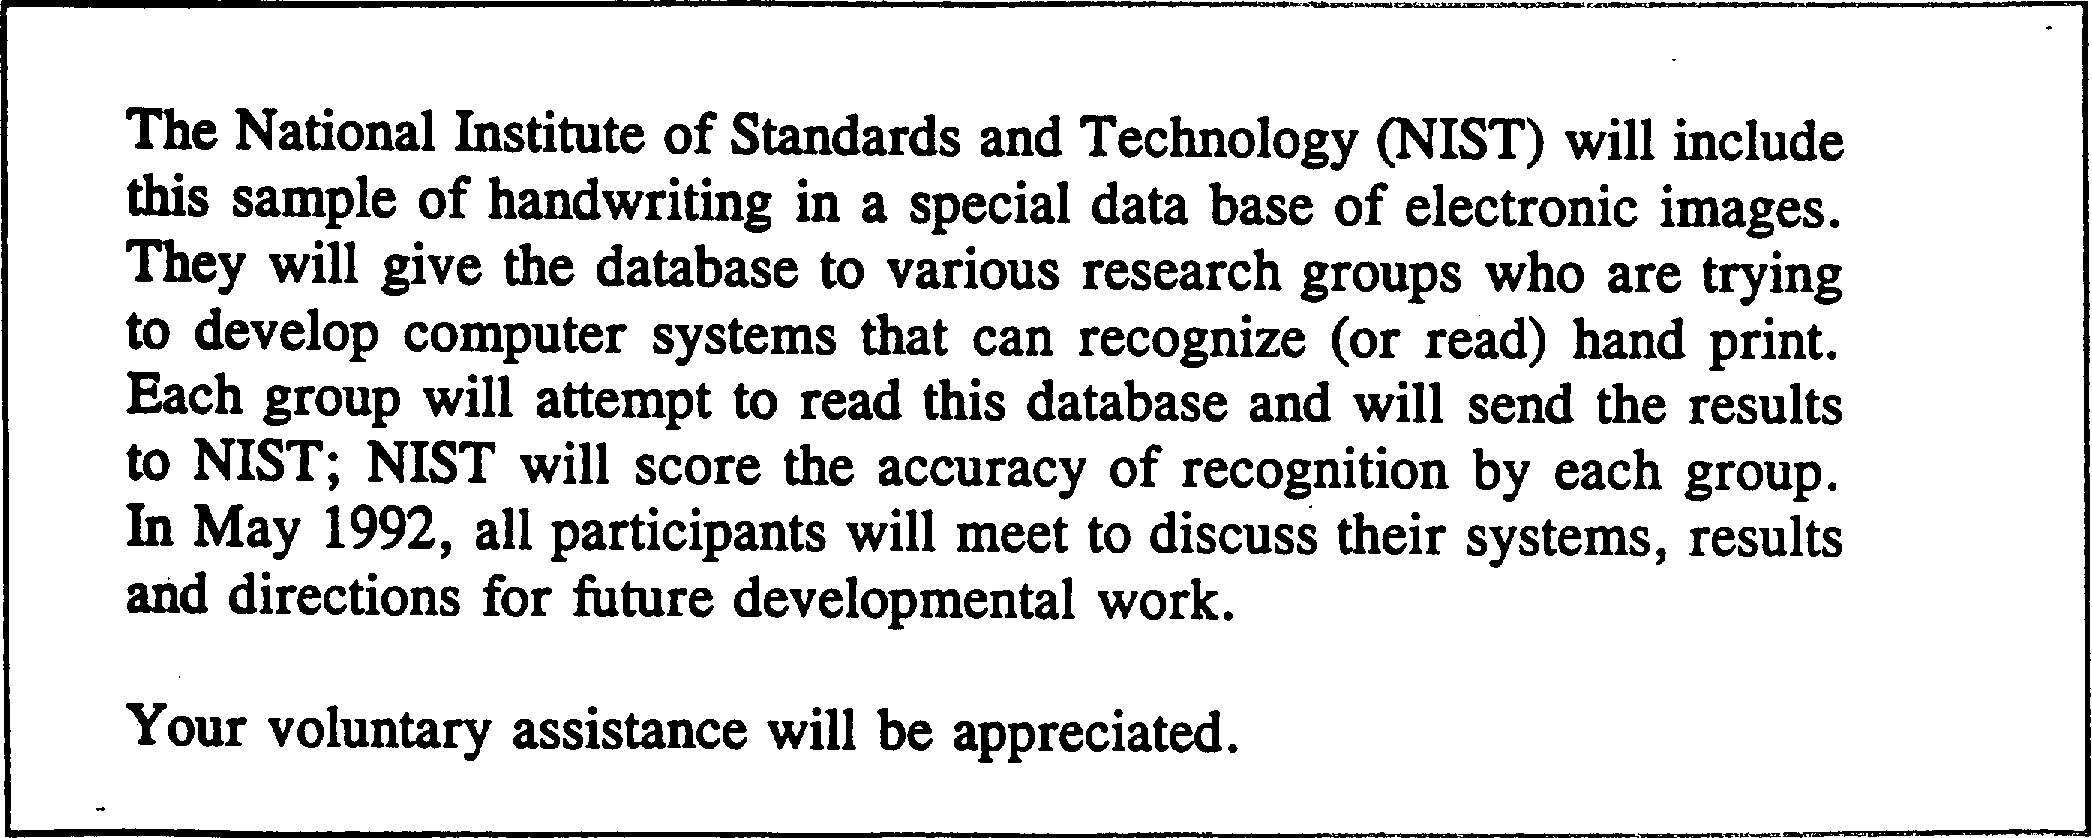 The National Institute of Standards and Technology (NIST) will include
this sample of handwriting in a special data base of electronic images.
They will give the database to various research groups who are trying
to develop computer systems that can recognize (or read) hand print.
Each group will attempt to read this database and will send the results
to NIST; NIST will score the accuracy of recognition by each group.
In May 1992, all participants will meet to discuss their systems, results
and directions for future developmental work.
Your voluntary assistance will be appreciated.